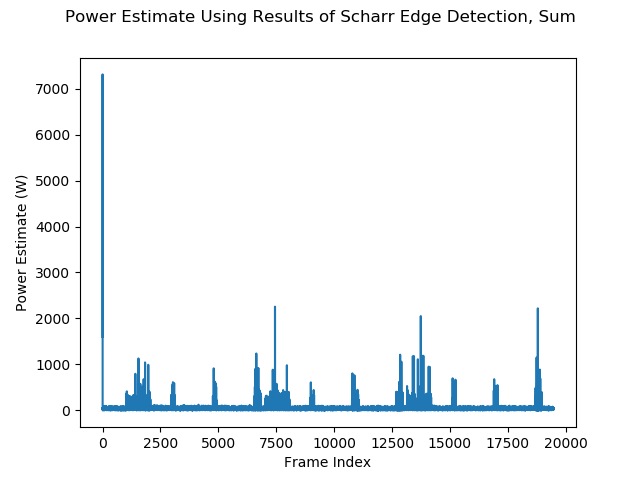 Power Estimate Using Results of Scharr Edge Detection, Sum
7000
6000
5000
4000
3000
2000
1000
0
Power Estimate (W)
0 2500 5000 7500 10000 12500 15000 17500 20000
Frame Index